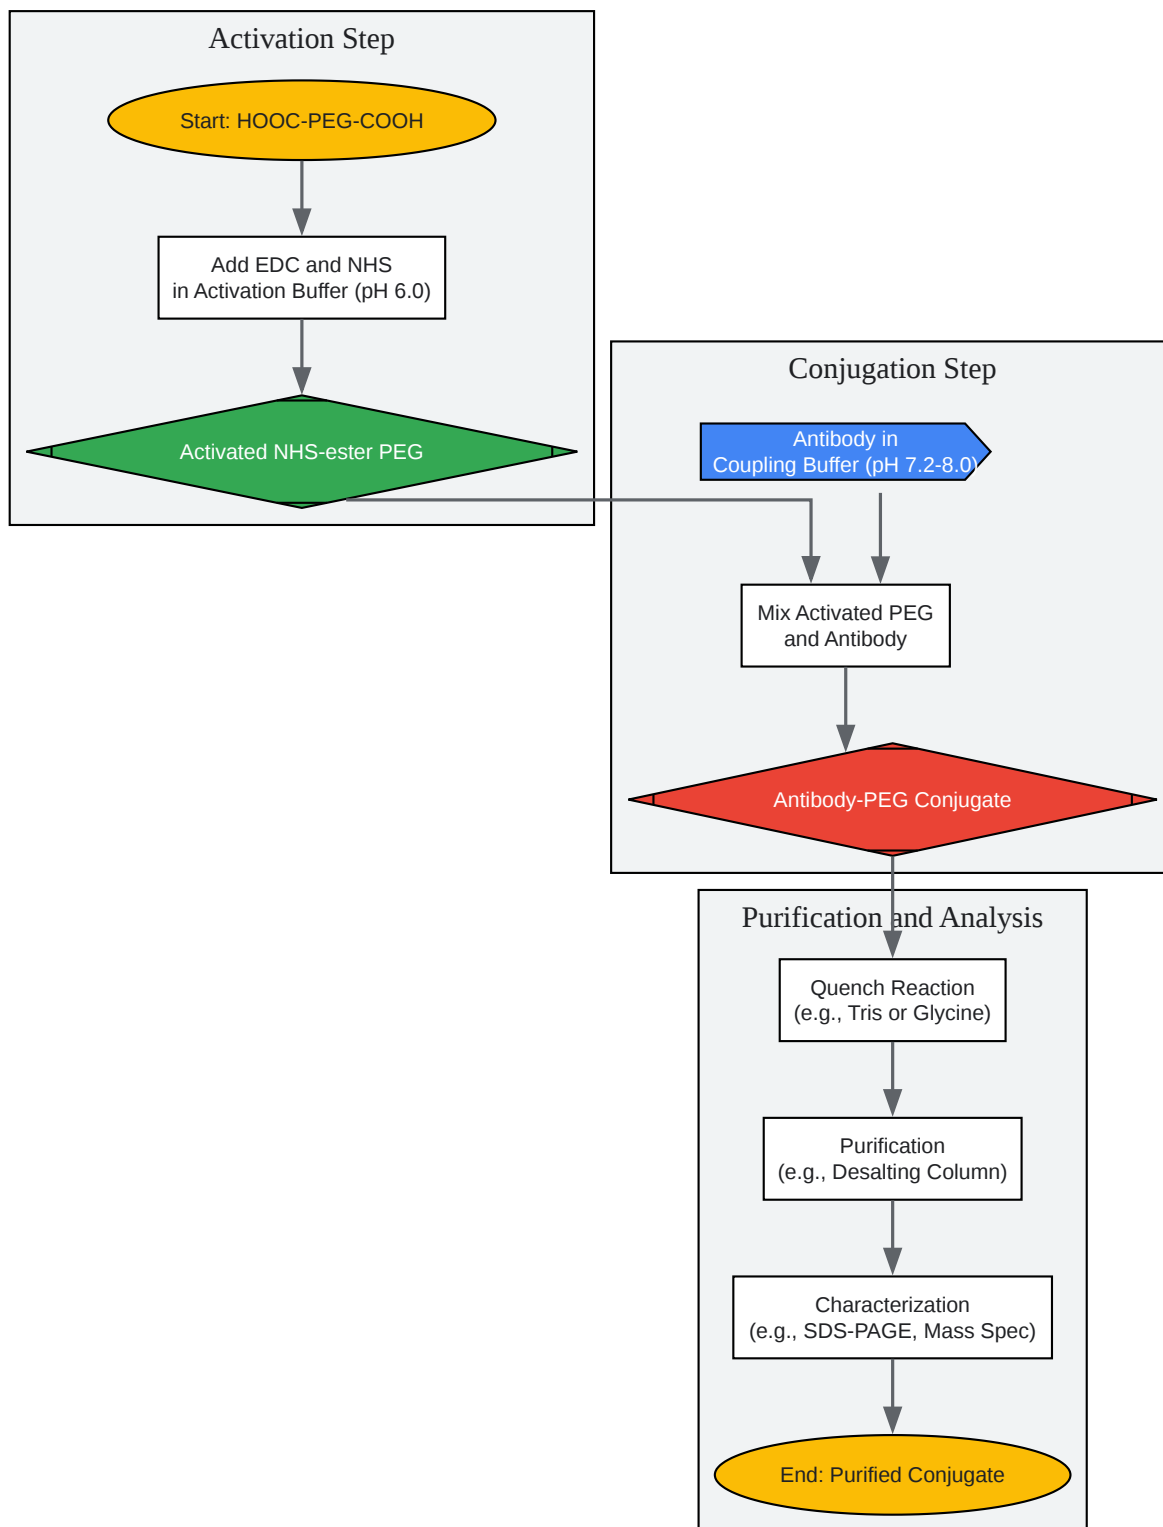 Activation Step
Start: HOOC-PEG-COOH
Add EDC and NHS
in Activation Buffer (pH 6.0)
Activated NHS-ester PEG
Conjugation Step
Antibody in
Coupling Buffer (pH 7.2-8.0)
Mix Activated PEG
and Antibody
Antibody-PEG Conjugate
Purification and Analysis
Quench Reaction
(e.g., Tris or Glycine)
Purification
(e.g., Desalting Column)
Characterization
(e.g., SDS-PAGE, Mass Spec)
End: Purified Conjugate